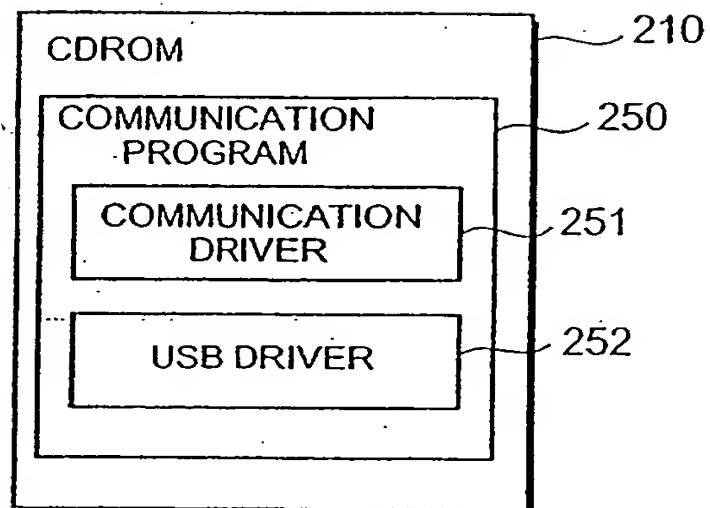 CDROM
210
COMMUNICATION
PROGRAM
250
COMMUNICATION
DRIVER
251
USB DRIVER
252